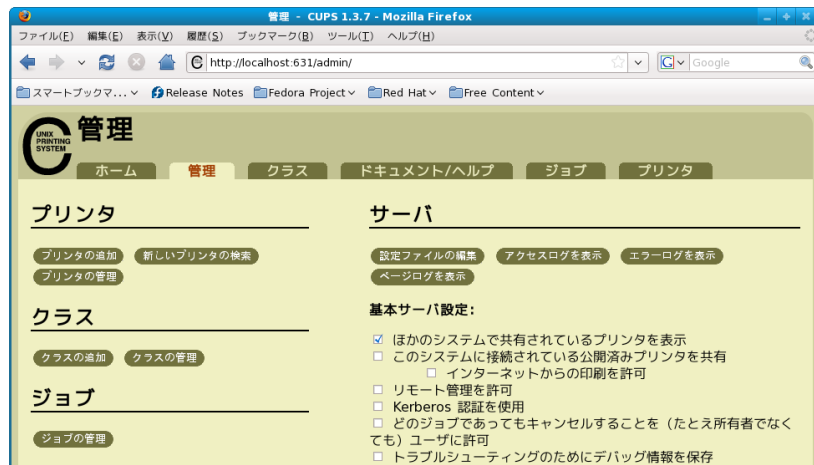 管理 - CUPS 1.3.7 - Mozilla Firefox
ファイル(F) 編集(E) 表示(V) 履歴(S) ブックマーク(B) ツール(T) ヘルプ(H)
http://localhost:631/admin/
Google
スマートブックマ... Release Notes Fedora Project Red Hat Free Content
UNIX PRINTING SYSTEM
管理
ホーム 管理 クラス ドキュメント/ヘルプ ジョブ プリンタ
プリンタ
プリンタの追加 新しいプリンタの検索
プリンタの管理
クラス
クラスの追加 クラスの管理
ジョブ
ジョブの管理
サーバ
設定ファイルの編集 アクセスログを表示 エラーログを表示
ページログを表示
基本サーバ設定:
ほかのシステムで共有されているプリンタを表示
このシステムに接続されている公開済みプリンタを共有
インターネットからの印刷を許可
リモート管理を許可
Kerberos 認証を使用
どのジョブであってもキャンセルすることを（たとえ所有者でなく
ても）ユーザに許可
トラブルシューティングのためにデバッグ情報を保存